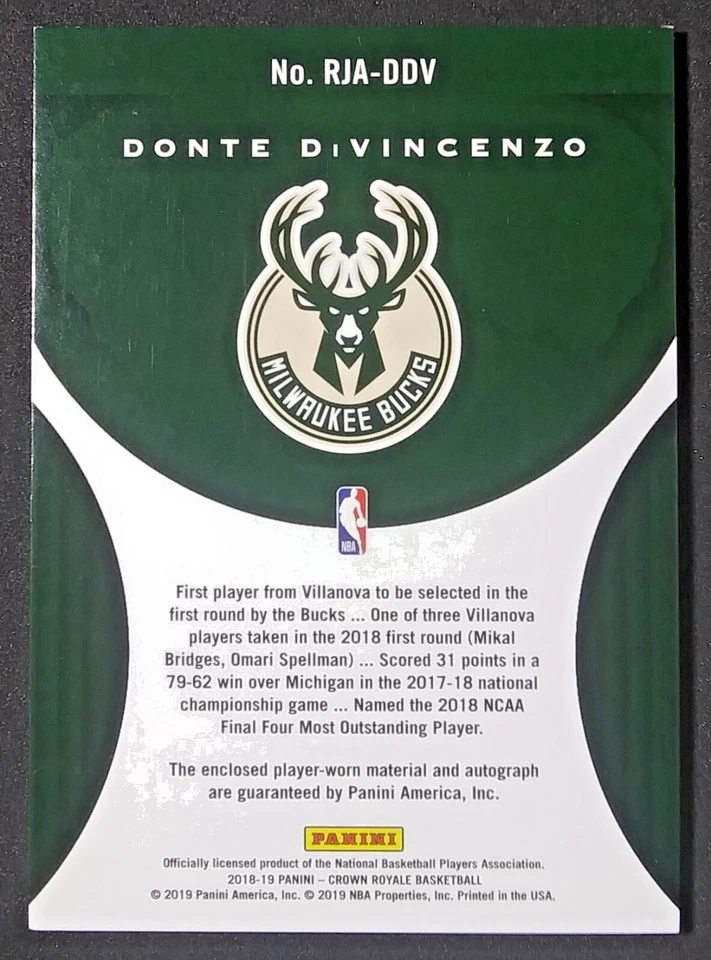 No. RJA-DDV
DONTE DiVINCENZO
MILWAUKEE BUCKS
NBA
First player from Villanova to be selected in the
first round by the Bucks ... One of three Villanova
players taken in the 2018 first round (Mikal
Bridges, Omari Spellman) ... Scored 31 points in a
79-62 win over Michigan in the 2017-18 national
championship game ... Named the 2018 NCAA
Final Four Most Outstanding Player.
The enclosed player-worn material and autograph
are guaranteed by Panini America, Inc.
PANINI
Officially licensed product of the National Basketball Players Association.
2018-19 PANINI – CROWN ROYALE BASKETBALL
© 2019 Panini America, Inc. © 2019 NBA Properties, Inc. Printed in the USA.